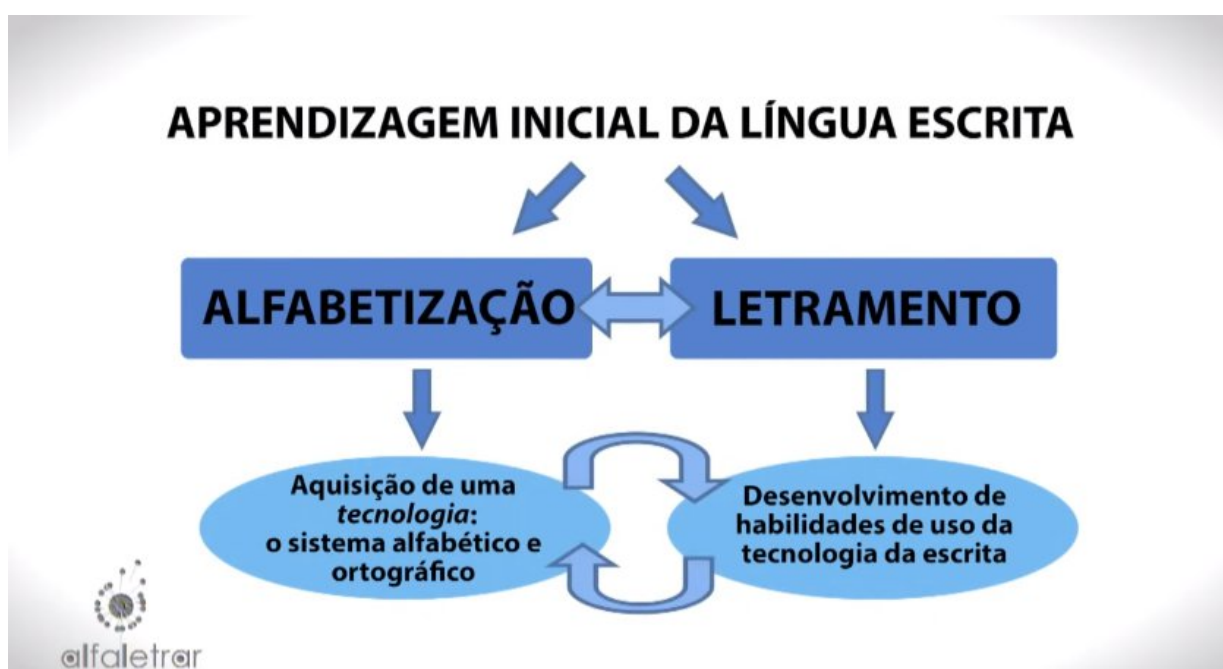 APRENDIZAGEM INICIAL DA LÍNGUA ESCRITA
ALFABETIZAÇÃO
LETRAMENTO
Aquisição de uma
tecnologia:
o sistema alfabético e
ortográfico
Desenvolvimento de
habilidades de uso da
tecnologia da escrita
alfaletrar